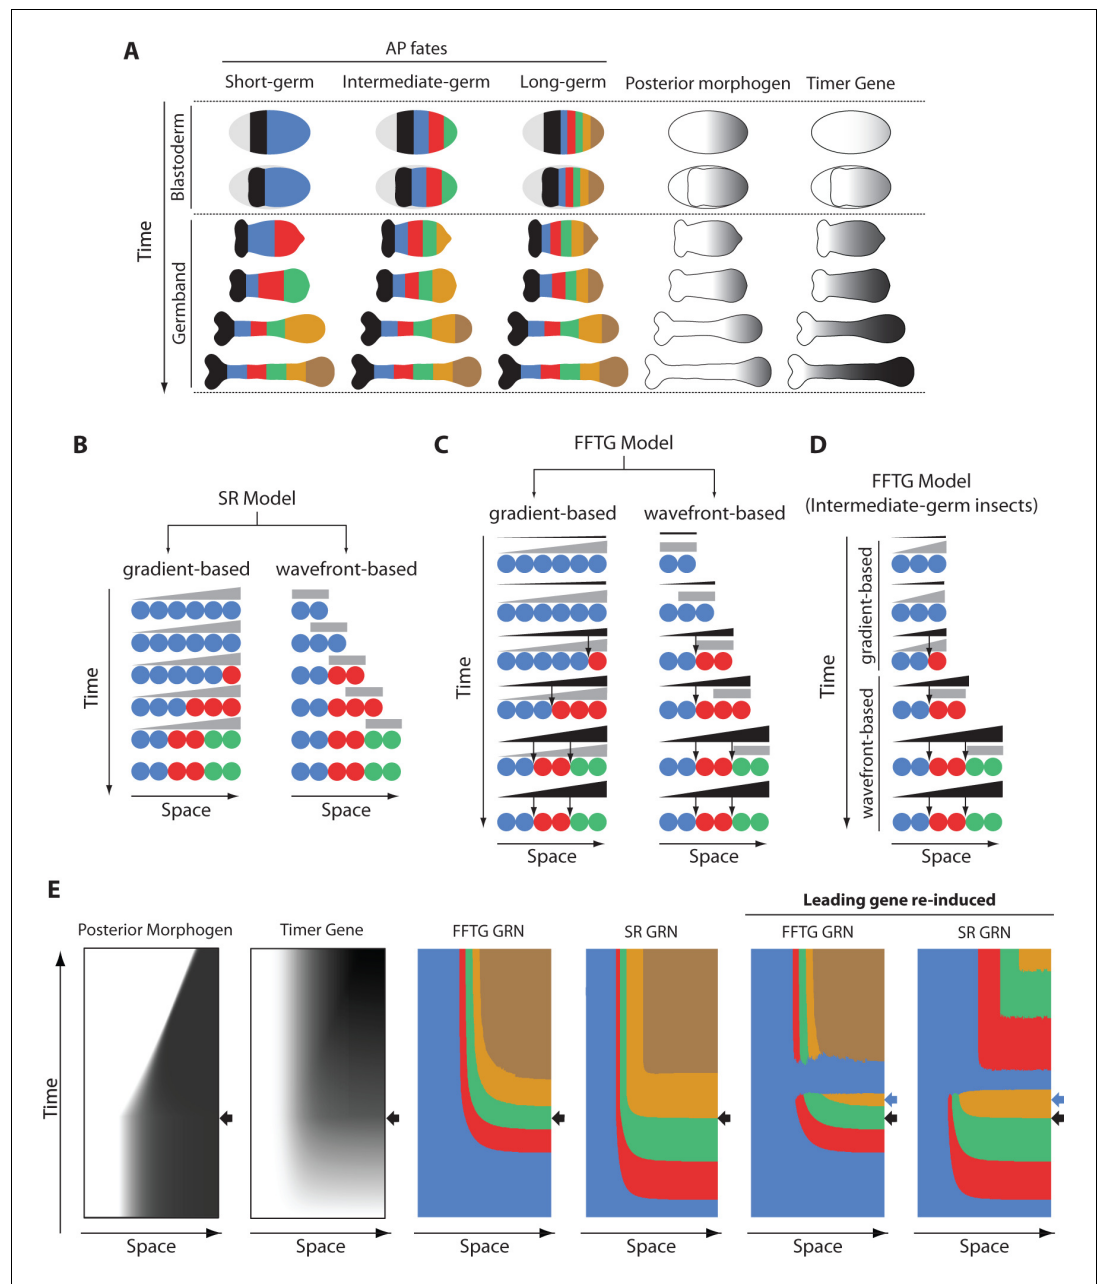 A
AP fates
Short-germ
Intermediate-germ
Long-germ
Posterior morphogen
Timer Gene
Time
Blastoderm
Germband
B
SR Model
gradient-based
wavefront-based
Time
Space
Space
C
FFTG Model
gradient-based
wavefront-based
Time
Space
Space
D
FFTG Model
(Intermediate-germ insects)
Time
gradient-based
wavefront-based
Space
E
Leading gene re-induced
Posterior Morphogen
Timer Gene
FFTG GRN
SR GRN
FFTG GRN
SR GRN
Time
Space
Space
Space
Space
Space
Space